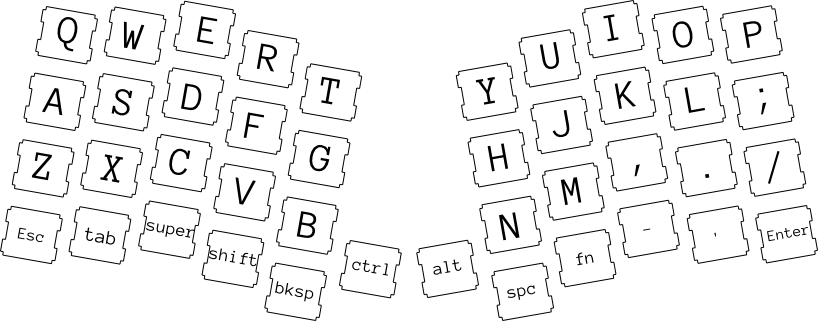 Q W E R T Y U I O P
A S D F G H J K L ;
Z X C V B N M , . /
Esc tab super shift bksp ctrl alt spc fn - ' Enter